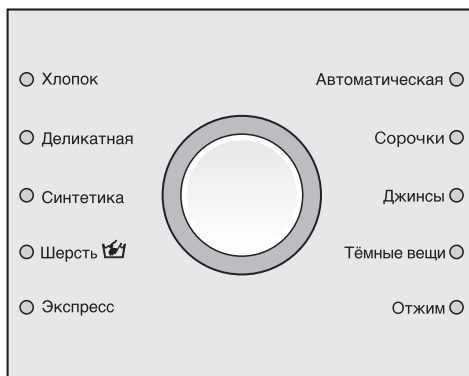 Хлопок
Деликатная
Синтетика
Шерсть
Экспресс
Автоматическая
Сорочки
Джинсы
Тёмные вещи
Отжим